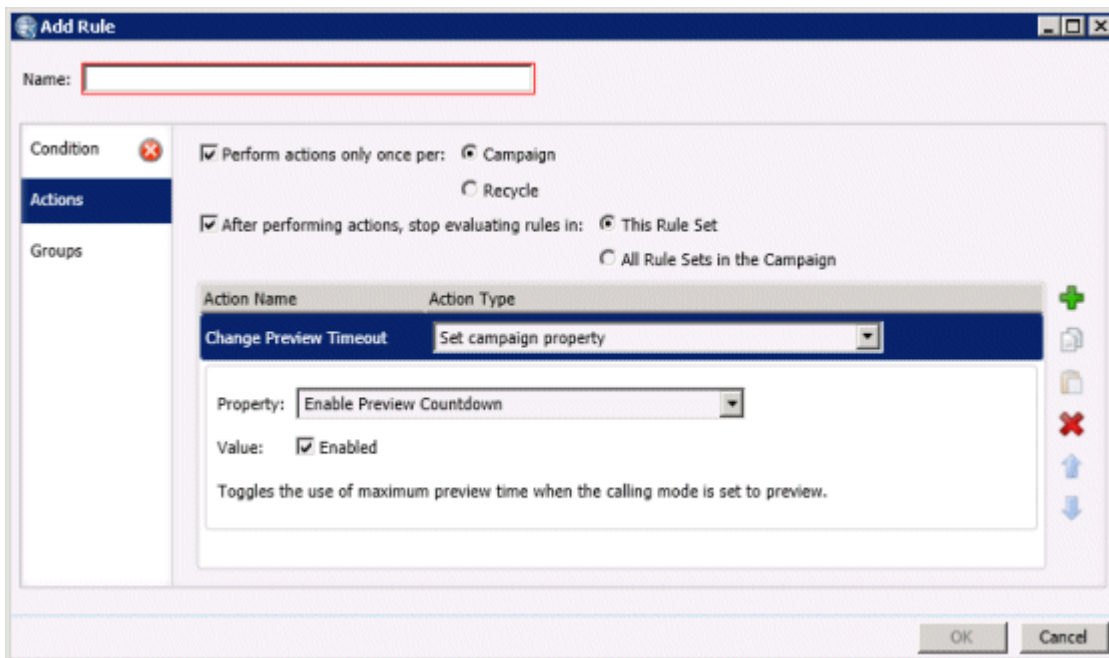 Add Rule
Name:
Condition
Actions
Groups
Perform actions only once per: Campaign
Recycle
After performing actions, stop evaluating rules in: This Rule Set
All Rule Sets in the Campaign
Action Name Action Type
Change Preview Timeout Set campaign property
Property: Enable Preview Countdown
Value: Enabled
Toggles the use of maximum preview time when the calling mode is set to preview.
OK Cancel